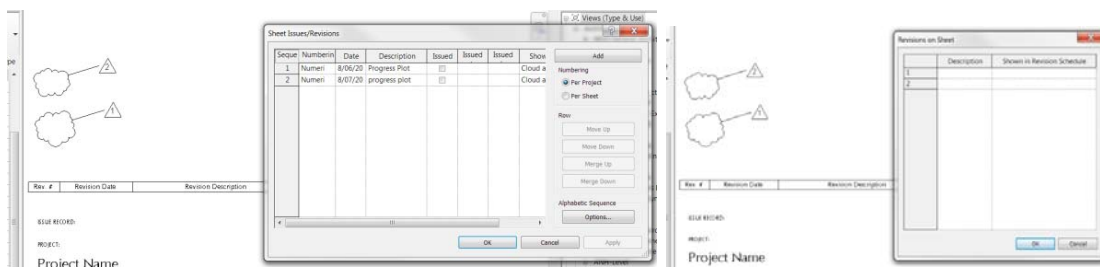 Views (Type & Use)
Sheet Issues/Revisions
Seque Numberin Date Description Issued Issued Issued Show
1 Numeri 8/06/20 Progress Plot Cloud a
2 Numeri 8/07/20 progress plot Cloud a
Add
Numbering
Per Project
Per Sheet
Row
Move Up
Move Down
Merge Up
Merge Down
Alphabetic Sequence
Options...
OK Cancel Apply
2
1
Rev. # Revision Date Revision Description
ISSUE RECORD:
PROJECT:
Project Name
Revisions on Sheet
Description Shown in Revision Schedule
1
2
OK Cancel
2
1
Rev. # Revision Date Revision Description
ISSUE RECORD:
PROJECT:
Project Name